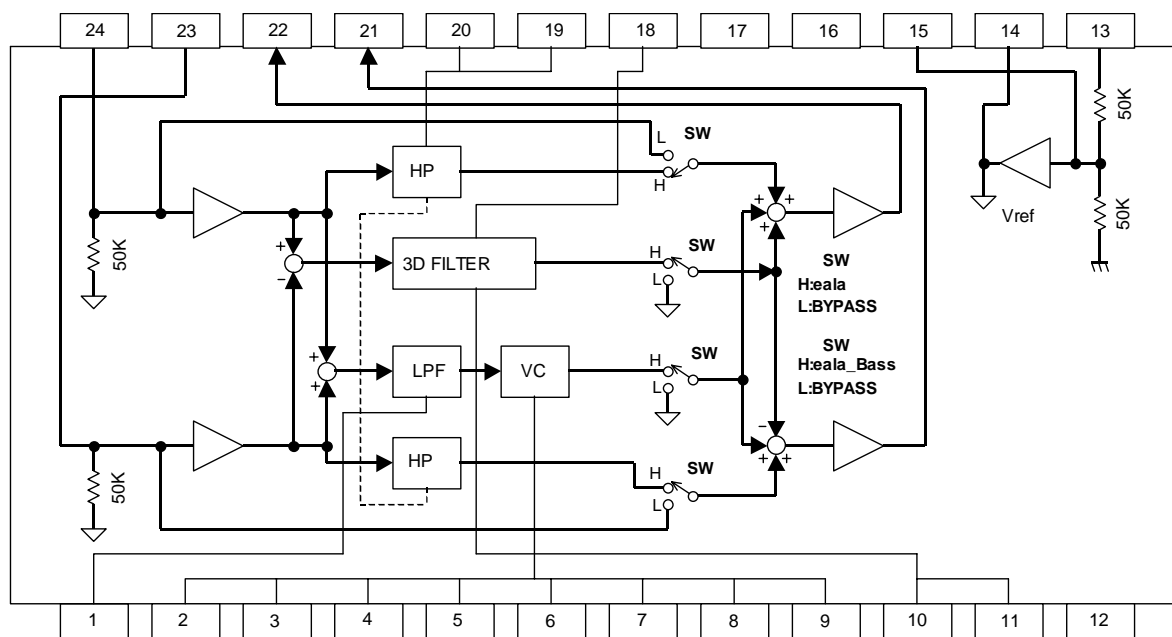 24 23 22 21 20 19 18 17 16 15 14 13
50K
L
SW
HP
H
+
+
+
Vref
50K
50K
+
−
3D FILTER
H
SW
L
SW
H:eala
L:BYPASS
+
+
LPF
VC
H
SW
L
SW
H:eala_Bass
L:BYPASS
−
+
+
HP
H
SW
L
50K
1 2 3 4 5 6 7 8 9 10 11 12